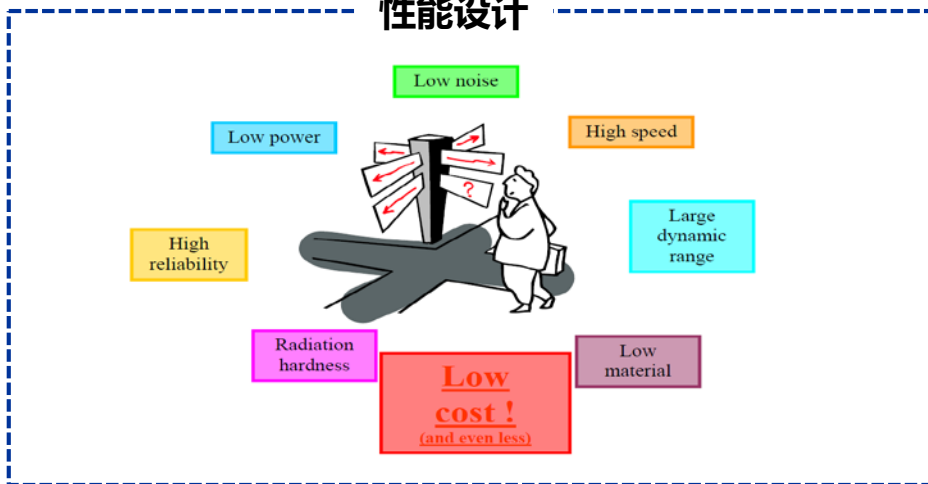 性能设计
Low noise
Low power
High speed
?
Large
dynamic
range
High
reliability
Radiation
hardness
Low
material
Low
cost !
(and even less)